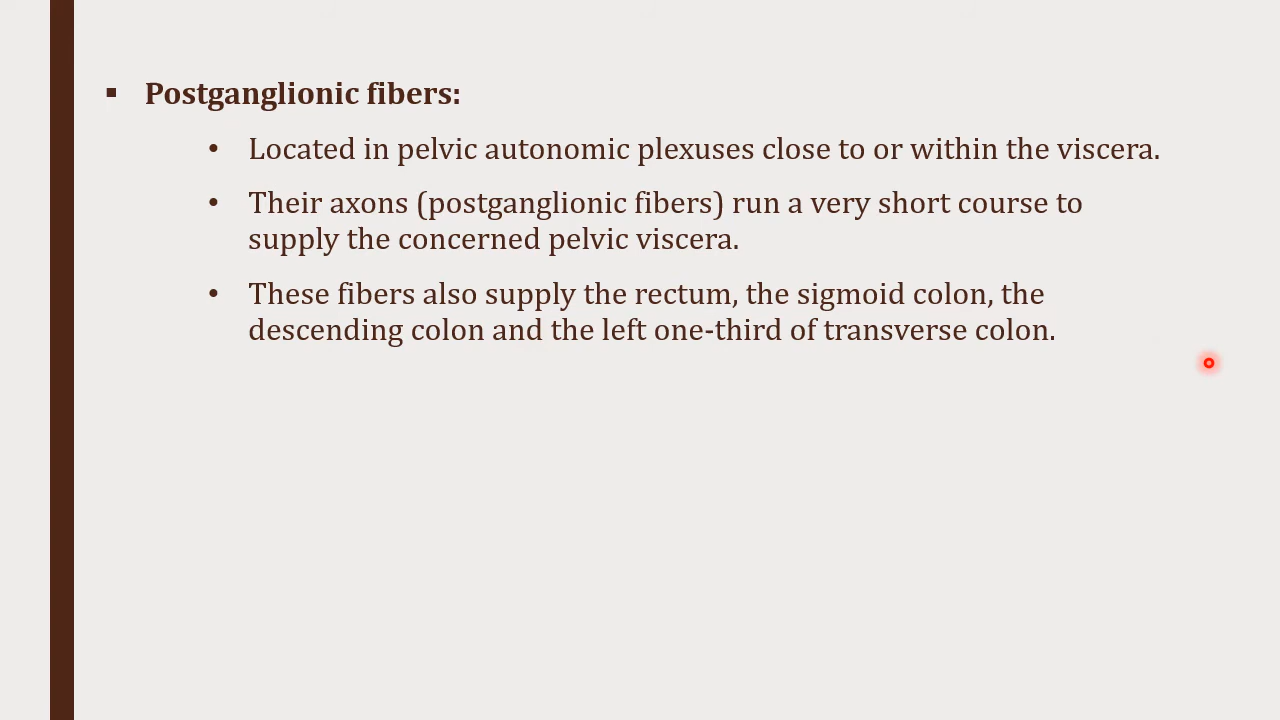 ▪ Postganglionic fibers:
• Located in pelvic autonomic plexuses close to or within the viscera.
• Their axons (postganglionic fibers) run a very short course to
supply the concerned pelvic viscera.
• These fibers also supply the rectum, the sigmoid colon, the
descending colon and the left one-third of transverse colon.